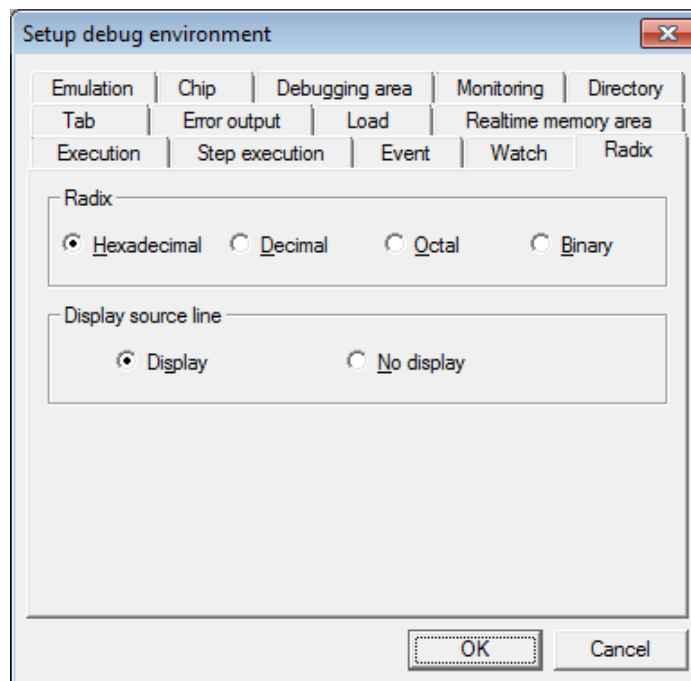 Setup debug environment
Emulation Chip Debugging area Monitoring Directory
Tab Error output Load Realtime memory area
Execution Step execution Event Watch Radix
Radix
Hexadecimal Decimal Octal Binary
Display source line
Display No display
OK Cancel